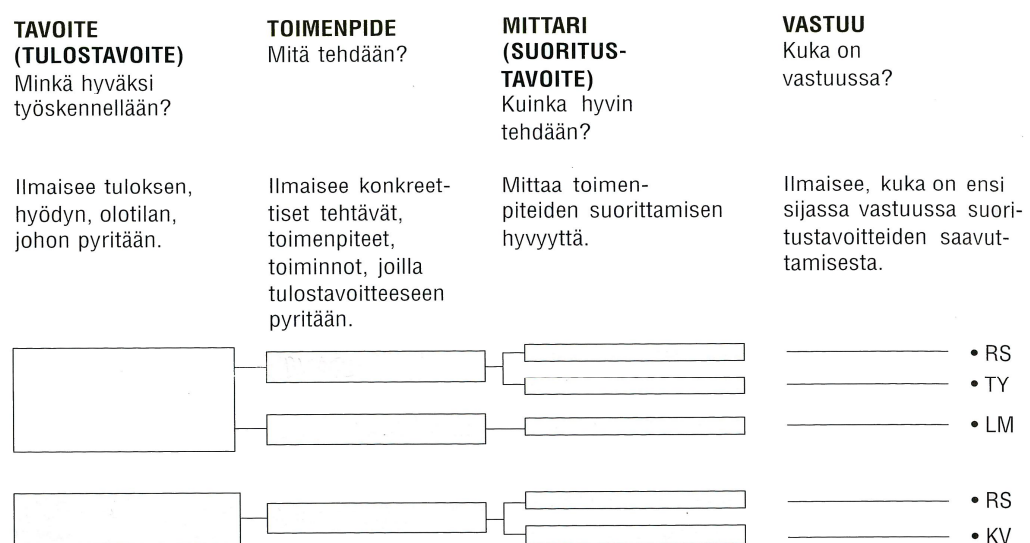 TAVOITE
(TULOSTAVOITE)
Minkä hyväksi
työskennellään?
TOIMENPIDE
Mitä tehdään?
MITTARI
(SUORITUS-
TAVOITE)
Kuinka hyvin
tehdään?
VASTUU
Kuka on
vastuussa?
Ilmaisee tuloksen,
hyödyn, olotilan,
johon pyritään.
Ilmaisee konkreet-
tiset tehtävät,
toimenpiteet,
toiminnot, joilla
tulostavoitteeseen
pyritään.
Mittaa toimen-
piteiden suorittamisen
hyvyyttä.
Ilmaisee, kuka on ensi
sijassa vastuussa suori-
tustavoitteiden saavut-
tamisesta.
• RS
• TY
• LM
• RS
• KV